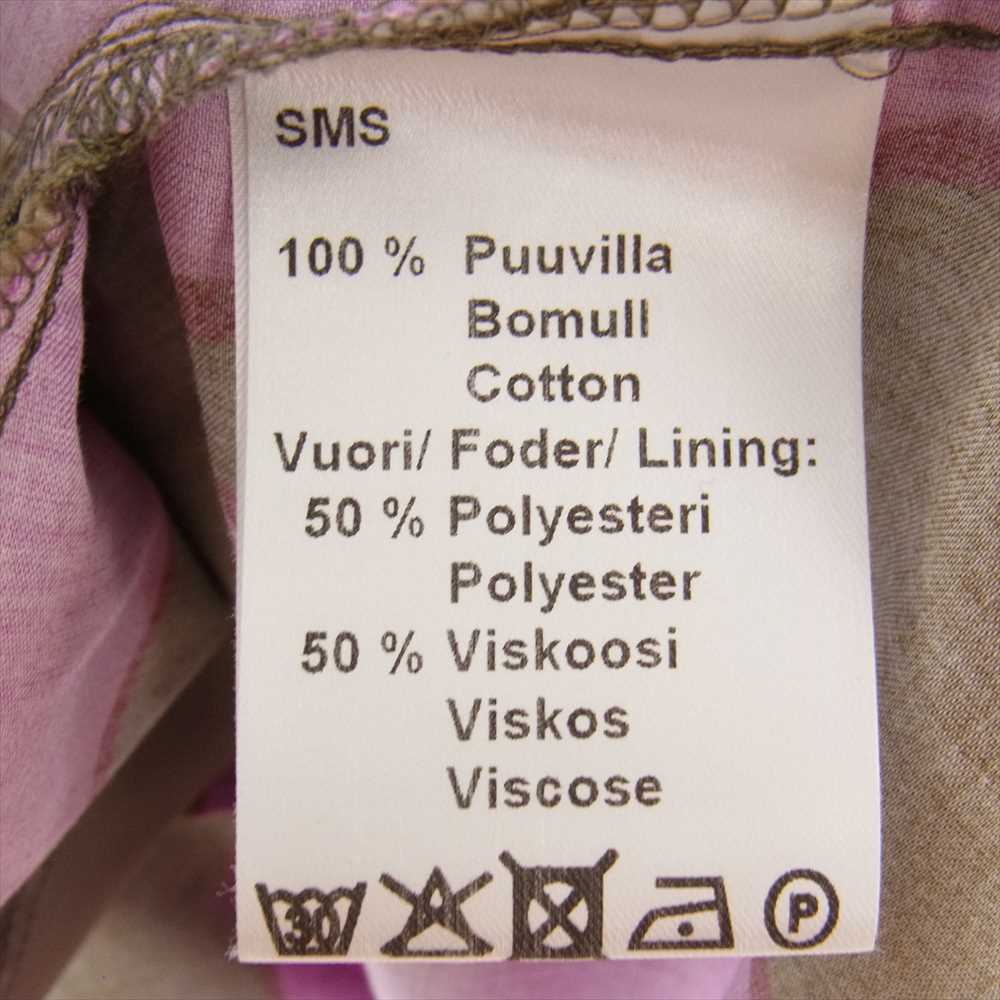 SMS
100 % Puuvilla
Bomull
Cotton
Vuori/ Foder/ Lining:
50 % Polyesteri
Polyester
50 % Viskoosi
Viskos
Viscose
30 P